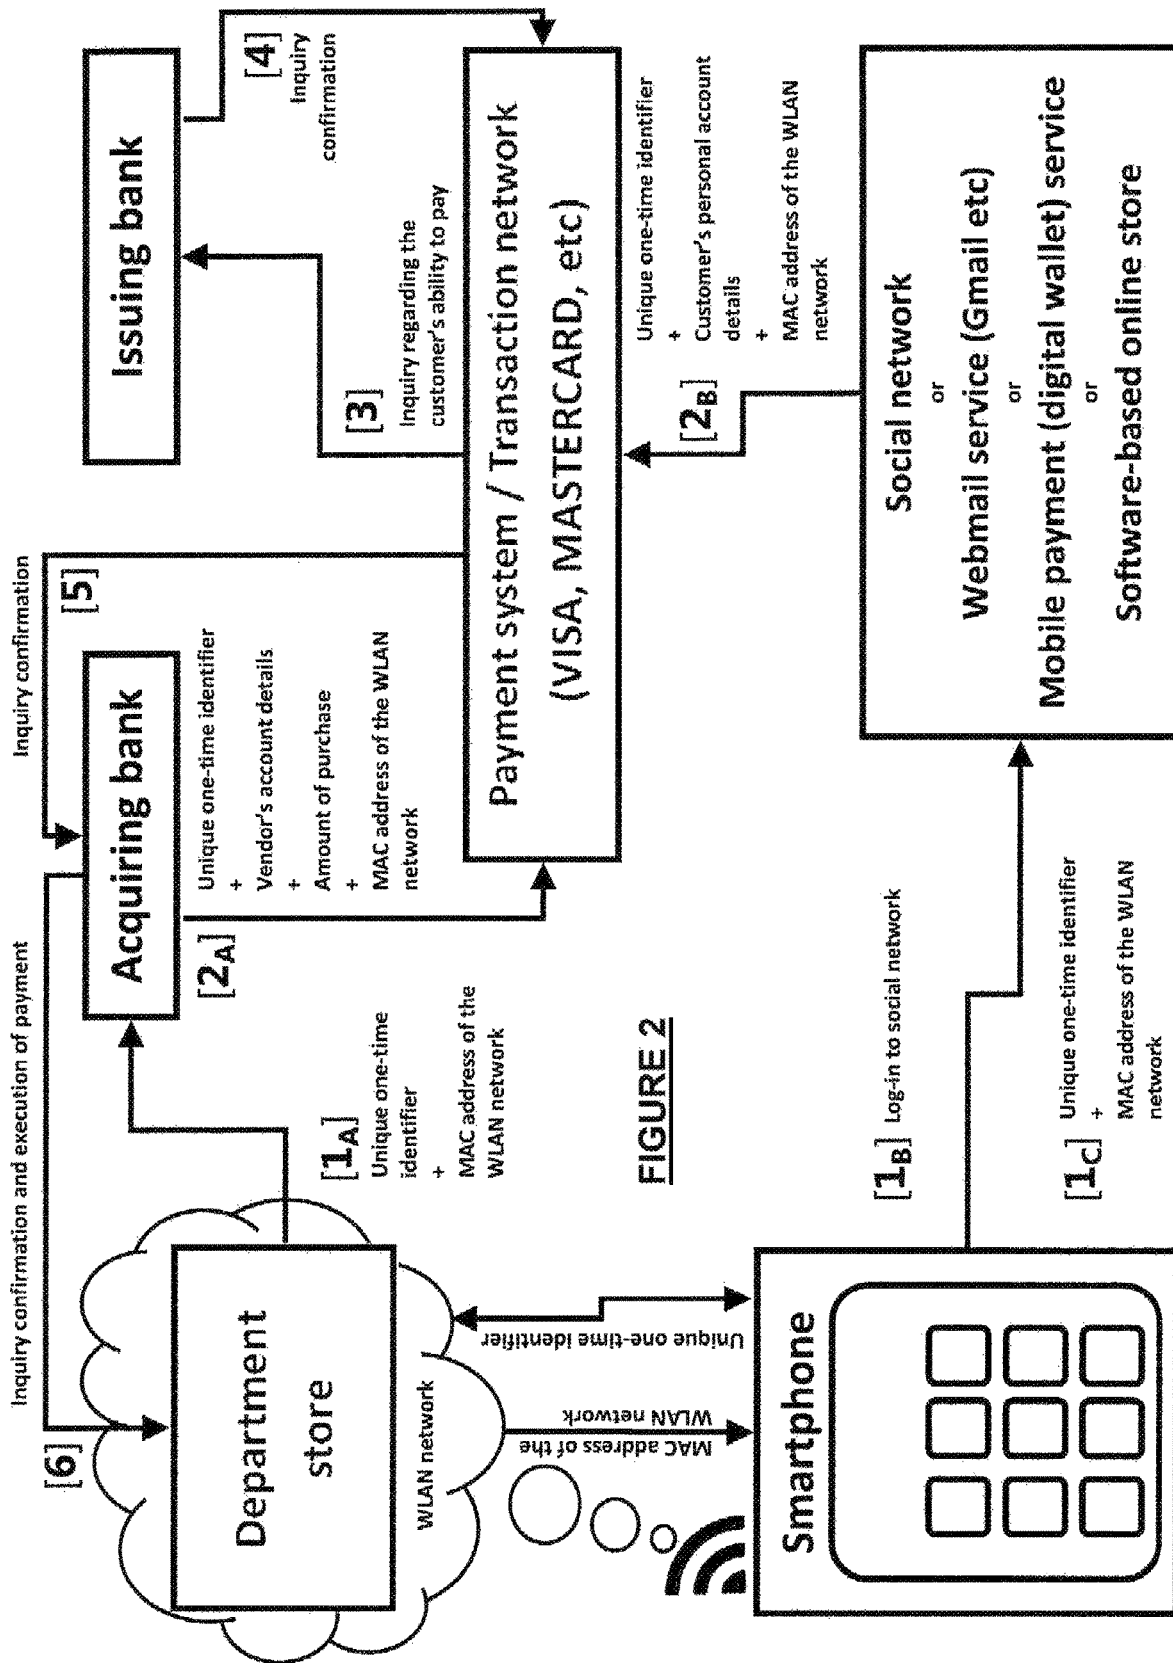 Inquiry confirmation and execution of payment
Inquiry confirmation
[6]
[5]
Department
store
WLAN network
Acquiring bank
Issuing bank
[1A]
Unique one-time
identifier
+
MAC address of the
WLAN network
[2A]
Unique one-time identifier
+
Vendor's account details
+
Amount of purchase
+
MAC address of the WLAN
network
[3]
Inquiry regarding the
customer's ability to pay
[4]
Inquiry
confirmation
Payment system / Transaction network
(VISA, MASTERCARD, etc)
MAC address of the
WLAN network
Unique one-time identifier
FIGURE 2
[2B]
Unique one-time identifier
+
Customer's personal account
details
+
MAC address of the WLAN
network
Smartphone
[1B] Log-in to social network
[1C]
Unique one-time identifier
+
MAC address of the WLAN
network
Social network
or
Webmail service (Gmail etc)
or
Mobile payment (digital wallet) service
or
Software-based online store